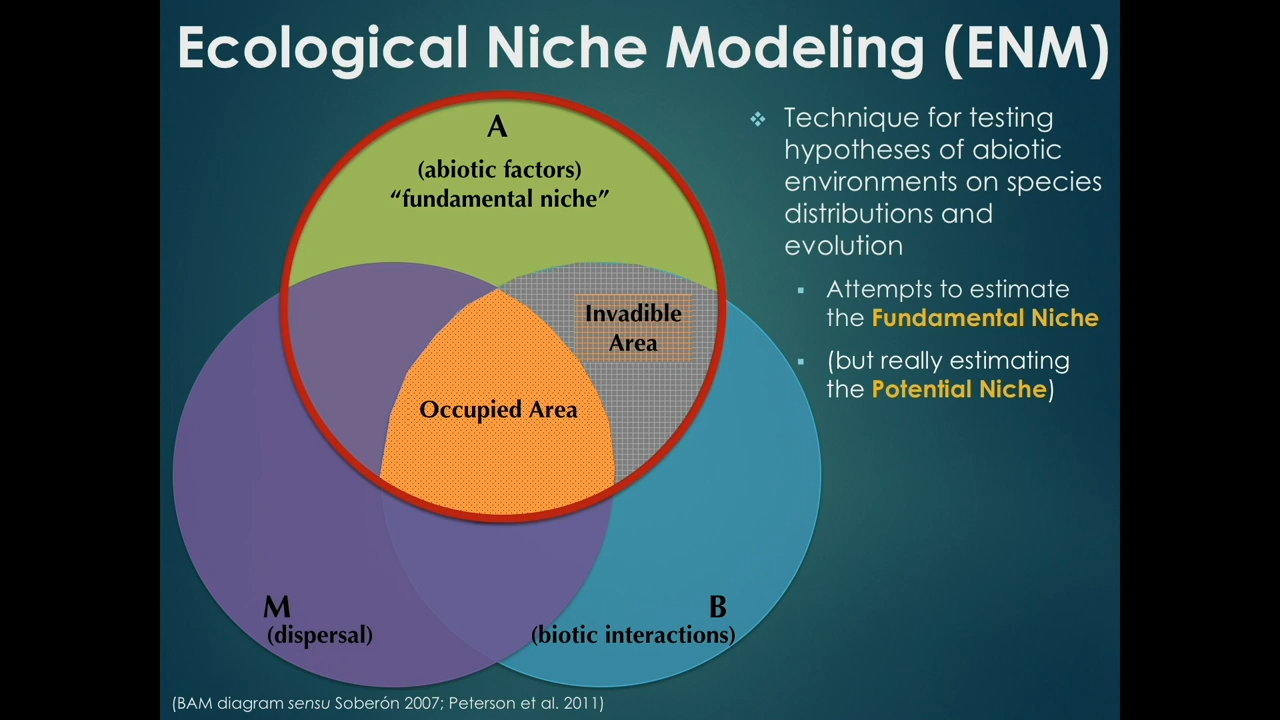 Ecological Niche Modeling (ENM)
A
(abiotic factors)
“fundamental niche”
Invadible
Area
Occupied Area
M
(dispersal)
B
(biotic interactions)
❖ Technique for testing
hypotheses of abiotic
environments on species
distributions and
evolution
▪ Attempts to estimate
the Fundamental Niche
▪ (but really estimating
the Potential Niche)
(BAM diagram sensu Soberón 2007; Peterson et al. 2011)